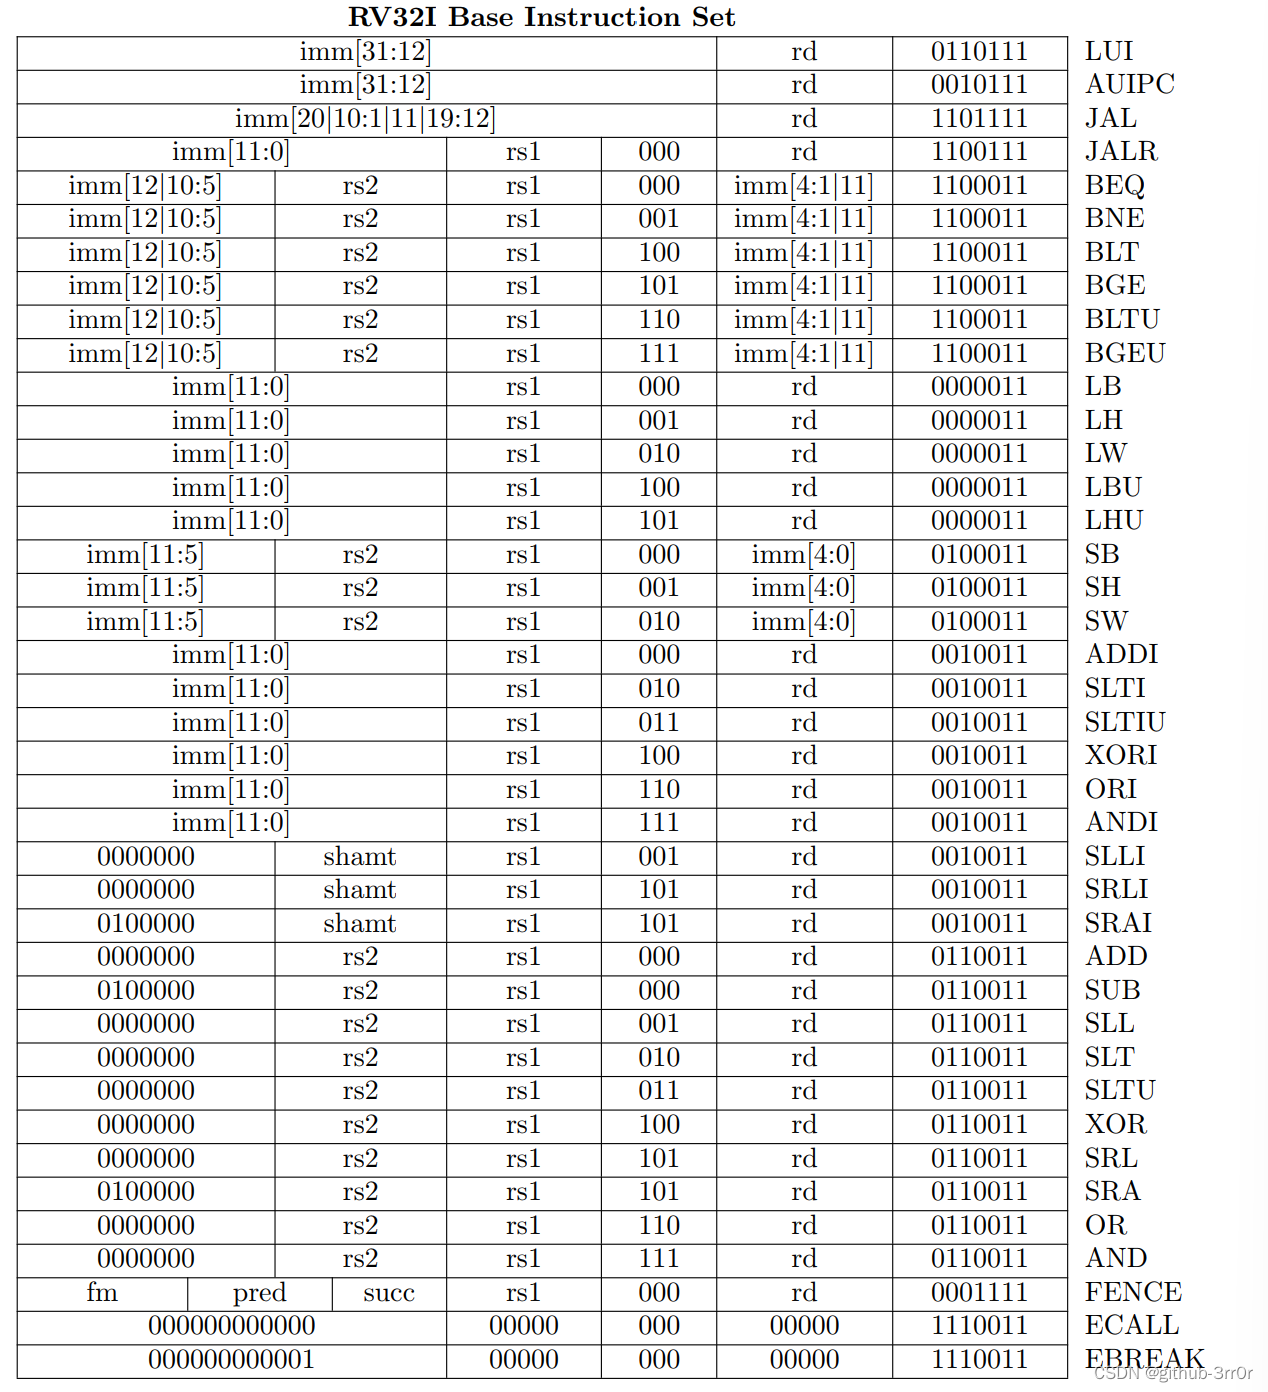 RV32I Base Instruction Set
imm[31:12] rd 0110111 LUI
imm[31:12] rd 0010111 AUIPC
imm[20|10:1|11|19:12] rd 1101111 JAL
imm[11:0] rs1 000 rd 1100111 JALR
imm[12|10:5] rs2 rs1 000 imm[4:1|11] 1100011 BEQ
imm[12|10:5] rs2 rs1 001 imm[4:1|11] 1100011 BNE
imm[12|10:5] rs2 rs1 100 imm[4:1|11] 1100011 BLT
imm[12|10:5] rs2 rs1 101 imm[4:1|11] 1100011 BGE
imm[12|10:5] rs2 rs1 110 imm[4:1|11] 1100011 BLTU
imm[12|10:5] rs2 rs1 111 imm[4:1|11] 1100011 BGEU
imm[11:0] rs1 000 rd 0000011 LB
imm[11:0] rs1 001 rd 0000011 LH
imm[11:0] rs1 010 rd 0000011 LW
imm[11:0] rs1 100 rd 0000011 LBU
imm[11:0] rs1 101 rd 0000011 LHU
imm[11:5] rs2 rs1 000 imm[4:0] 0100011 SB
imm[11:5] rs2 rs1 001 imm[4:0] 0100011 SH
imm[11:5] rs2 rs1 010 imm[4:0] 0100011 SW
imm[11:0] rs1 000 rd 0010011 ADDI
imm[11:0] rs1 010 rd 0010011 SLTI
imm[11:0] rs1 011 rd 0010011 SLTIU
imm[11:0] rs1 100 rd 0010011 XORI
imm[11:0] rs1 110 rd 0010011 ORI
imm[11:0] rs1 111 rd 0010011 ANDI
0000000 shamt rs1 001 rd 0010011 SLLI
0000000 shamt rs1 101 rd 0010011 SRLI
0100000 shamt rs1 101 rd 0010011 SRAI
0000000 rs2 rs1 000 rd 0110011 ADD
0100000 rs2 rs1 000 rd 0110011 SUB
0000000 rs2 rs1 001 rd 0110011 SLL
0000000 rs2 rs1 010 rd 0110011 SLT
0000000 rs2 rs1 011 rd 0110011 SLTU
0000000 rs2 rs1 100 rd 0110011 XOR
0000000 rs2 rs1 101 rd 0110011 SRL
0100000 rs2 rs1 101 rd 0110011 SRA
0000000 rs2 rs1 110 rd 0110011 OR
0000000 rs2 rs1 111 rd 0110011 AND
fm pred succ rs1 000 rd 0001111 FENCE
000000000000 00000 000 00000 1110011 ECALL
000000000001 00000 000 00000 1110011 EBREAK
CSDN @github-3rr0r